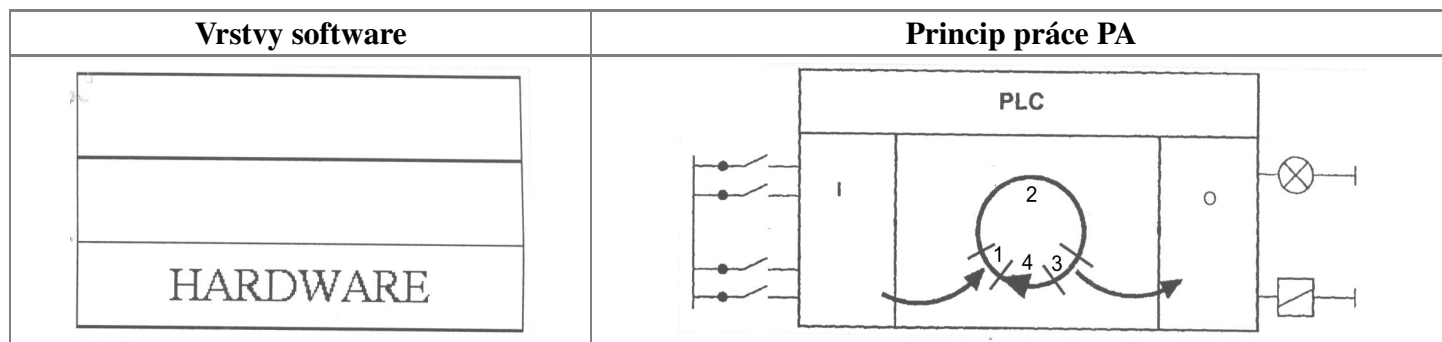 Vrstvy software
Princip práce PA
HARDWARE
PLC
I
O
2
1 4 3